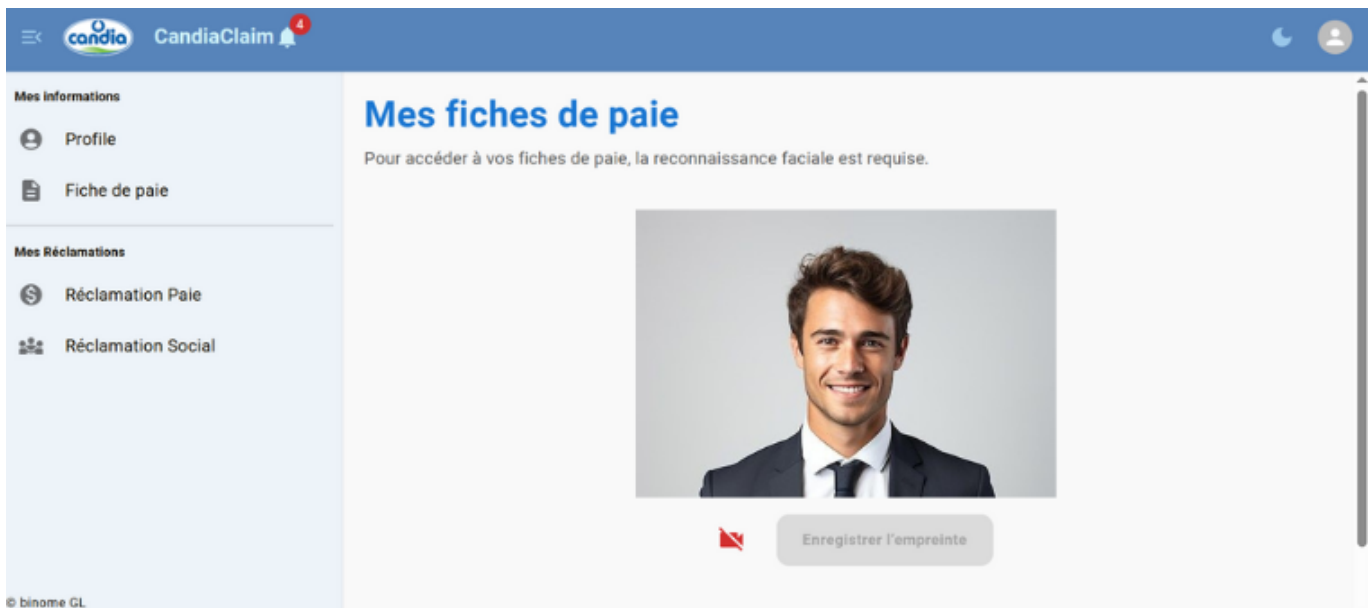 candia
CandiaClaim
4
Mes informations
Profile
Fiche de paie
Mes Réclamations
Réclamation Paie
Réclamation Social
© binome GL
Mes fiches de paie
Pour accéder à vos fiches de paie, la reconnaissance faciale est requise.
Enregistrer l'empreinte